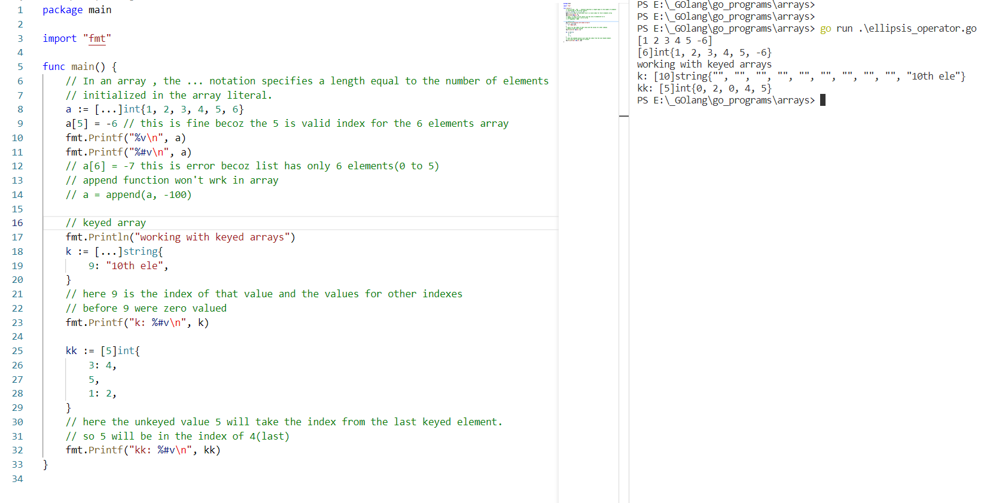 1 package main
2
3 import "fmt"
4
5 func main() {
6 // In an array , the ... notation specifies a length equal to the number of elements
7 // initialized in the array literal.
8 a := [...]int{1, 2, 3, 4, 5, 6}
9 a[5] = -6 // this is fine becoz the 5 is valid index for the 6 elements array
10 fmt.Printf("%v\n", a)
11 fmt.Printf("%#v\n", a)
12 // a[6] = -7 this is error becoz list has only 6 elements(0 to 5)
13 // append function won't wrk in array
14 // a = append(a, -100)
15
16 // keyed array
17 fmt.Println("working with keyed arrays")
18 k := [...]string{
19 9: "10th ele",
20 }
21 // here 9 is the index of that value and the values for other indexes
22 // before 9 were zero valued
23 fmt.Printf("k: %#v\n", k)
24
25 kk := [5]int{
26 3: 4,
27 5,
28 1: 2,
29 }
30 // here the unkeyed value 5 will take the index from the last keyed element.
31 // so 5 will be in the index of 4(last)
32 fmt.Printf("kk: %#v\n", kk)
33 }
34
PS E:\_GOlang\go_programs\arrays>
PS E:\_GOlang\go_programs\arrays>
PS E:\_GOlang\go_programs\arrays> go run .\ellipsis_operator.go
[1 2 3 4 5 -6]
[6]int{1, 2, 3, 4, 5, -6}
working with keyed arrays
k: [10]string{"", "", "", "", "", "", "", "", "", "10th ele"}
kk: [5]int{0, 2, 0, 4, 5}
PS E:\_GOlang\go_programs\arrays>